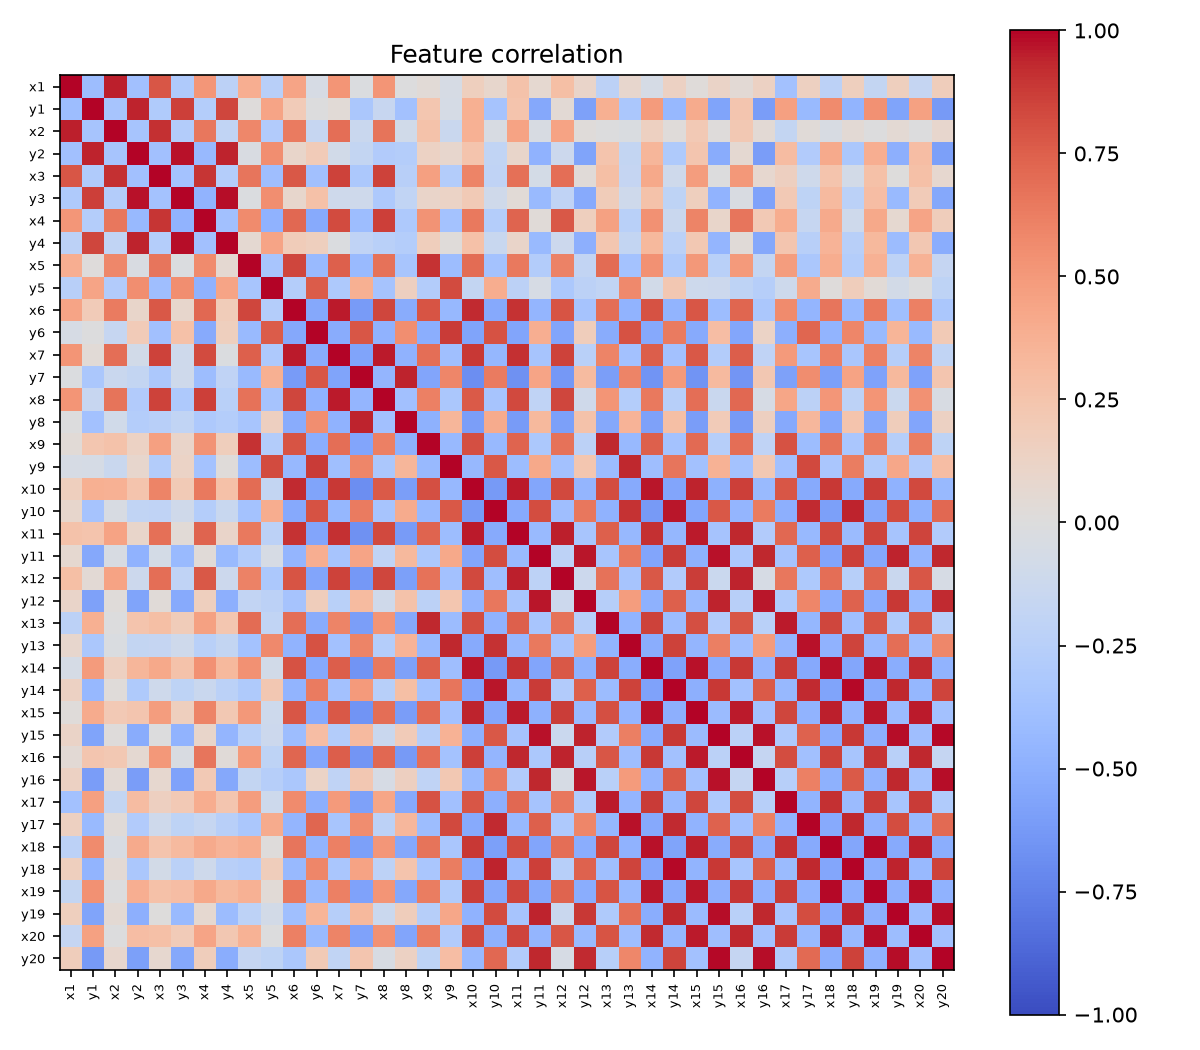 Feature correlation
x1
y1
x2
y2
x3
y3
x4
y4
x5
y5
x6
y6
x7
y7
x8
y8
x9
y9
x10
y10
x11
y11
x12
y12
x13
y13
x14
y14
x15
y15
x16
y16
x17
y17
x18
y18
x19
y19
x20
y20
x1 y1 x2 y2 x3 y3 x4 y4 x5 y5 x6 y6 x7 y7 x8 y8 x9 y9 x10 y10 x11 y11 x12 y12 x13 y13 x14 y14 x15 y15 x16 y16 x17 y17 x18 y18 x19 y19 x20 y20
1.00
0.75
0.50
0.25
0.00
−0.25
−0.50
−0.75
−1.00